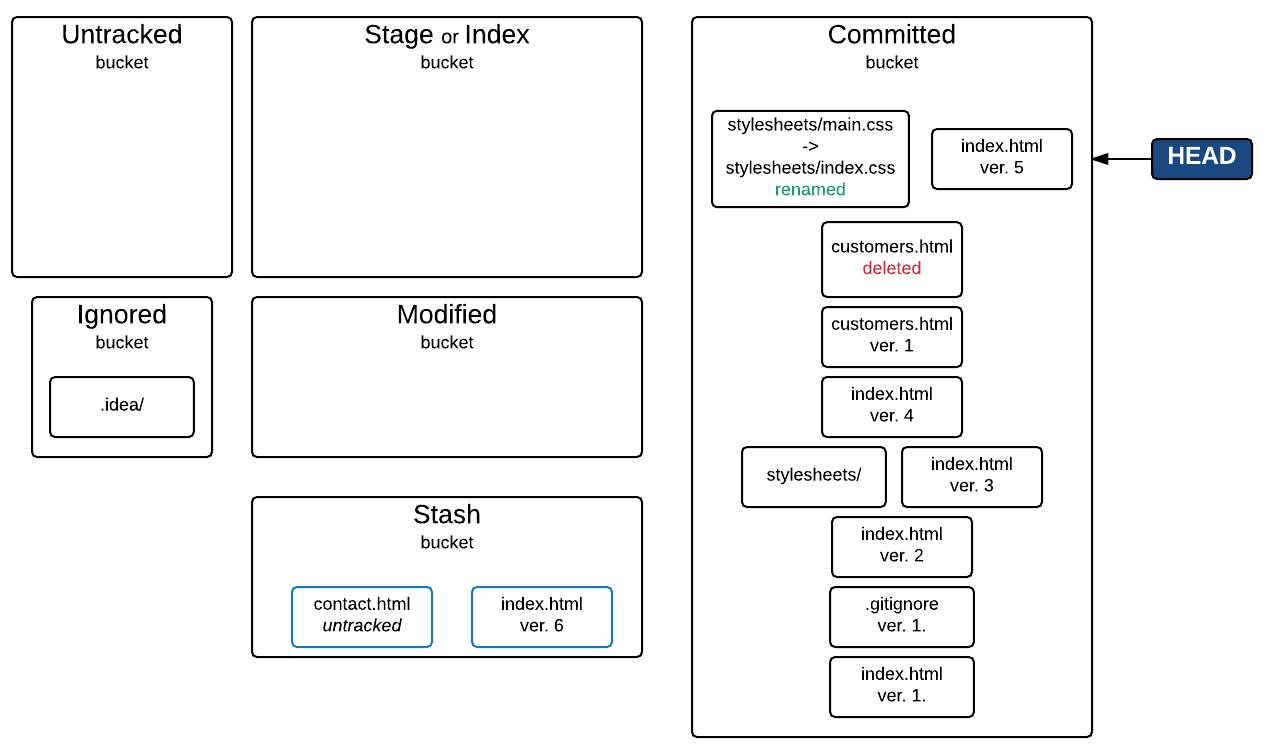 Untracked
bucket
Stage or Index
bucket
Committed
bucket
stylesheets/main.css
->
stylesheets/index.css
renamed
index.html
ver. 5
HEAD
customers.html
deleted
customers.html
ver. 1
index.html
ver. 4
stylesheets/
index.html
ver. 3
index.html
ver. 2
.gitignore
ver. 1.
index.html
ver. 1.
Ignored
bucket
.idea/
Modified
bucket
Stash
bucket
contact.html
untracked
index.html
ver. 6